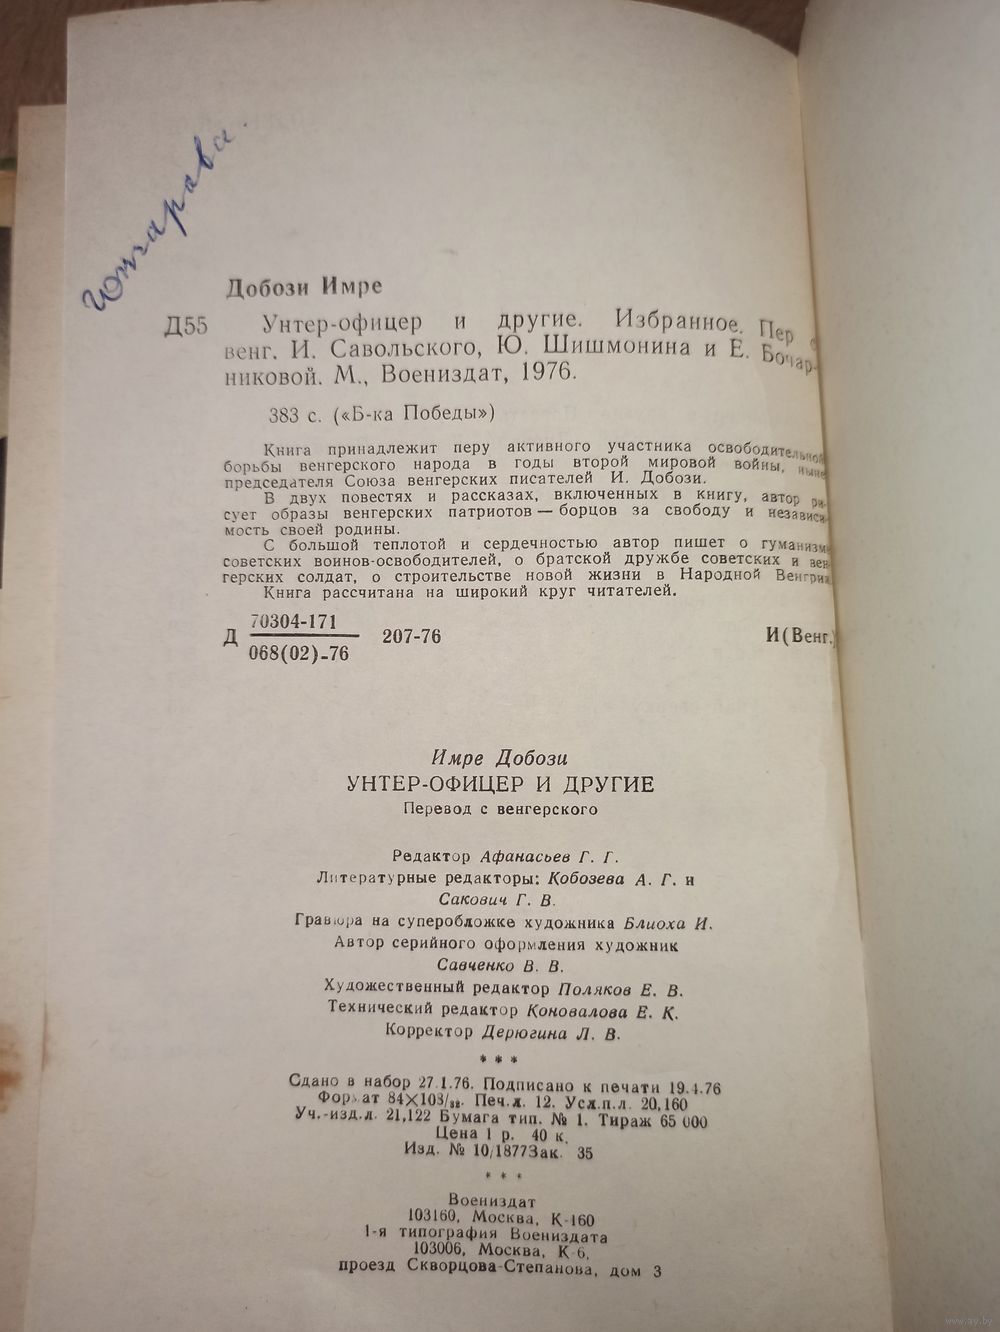 Добози Имре
Д55 Унтер-офицер и другие. Избранное. Пер с
венг. И. Савольского, Ю. Шишмонина и Е. Бочар-
никовой. М., Воениздат, 1976.
383 с. («Б-ка Победы»)
Книга принадлежит перу активного участника освободительной
борьбы венгерского народа в годы второй мировой войны, ныне
председателя Союза венгерских писателей И. Добози.
В двух повестях и рассказах, включенных в книгу, автор ри-
сует образы венгерских патриотов — борцов за свободу и независи-
мость своей родины.
С большой теплотой и сердечностью автор пишет о гуманизме
советских воинов-освободителей, о братской дружбе советских и вен-
герских солдат, о строительстве новой жизни в Народной Венгрии.
Книга рассчитана на широкий круг читателей.
Д 70304-171
068(02)-76 207-76 И(Венг.)
Имре Добози
УНТЕР-ОФИЦЕР И ДРУГИЕ
Перевод с венгерского
Редактор Афанасьев Г. Г.
Литературные редакторы: Кобозева А. Г. и
Сакович Г. В.
Гравюра на суперобложке художника Блиоха И.
Автор серийного оформления художник
Савченко В. В.
Художественный редактор Поляков Е. В.
Технический редактор Коновалова Е. К.
Корректор Дерюгина Л. В.
* * *
Сдано в набор 27.1.76. Подписано к печати 19.4.76
Формат 84×108/32. Печ.л. 12. Усл.п.л. 20,160
Уч.-изд.л. 21,122 Бумага тип. № 1. Тираж 65 000
Цена 1 р. 40 к.
Изд. № 10/1877 Зак. 35
* * *
Воениздат
103160, Москва, К-160
1-я типография Воениздата
103006, Москва, К-6,
проезд Скворцова-Степанова, дом 3
www.ay.by